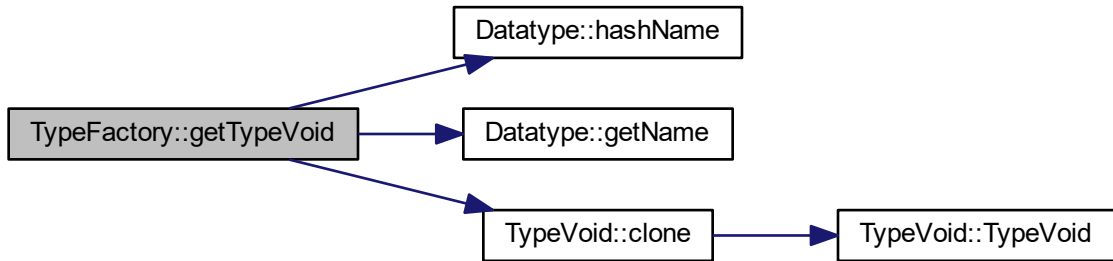 Datatype::hashName
TypeFactory::getTypeVoid
Datatype::getName
TypeVoid::clone
TypeVoid::TypeVoid